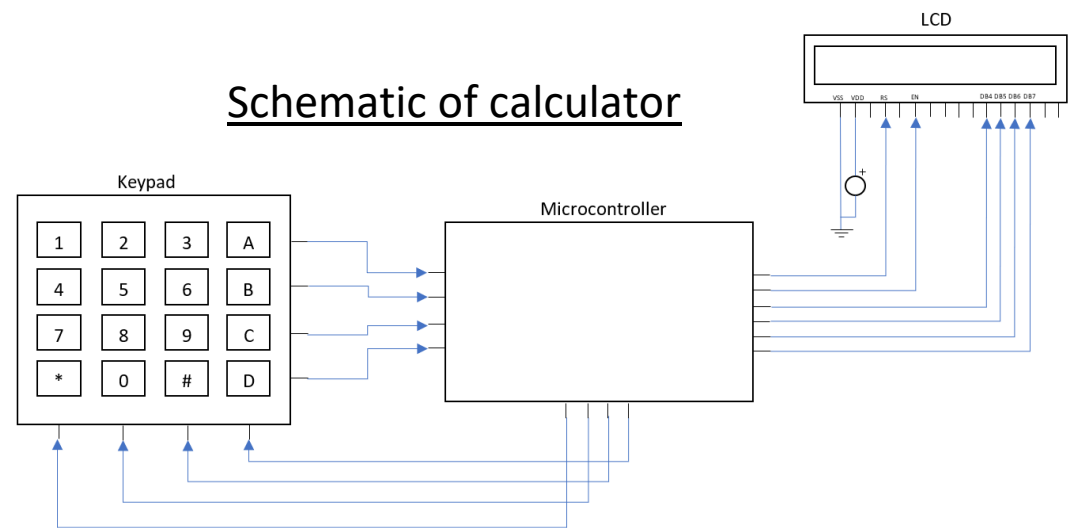 LCD
VSS VDD RS EN DB4 DB5 DB6 DB7
+
Schematic of calculator
Keypad
Microcontroller
1 2 3 A
4 5 6 B
7 8 9 C
* 0 # D